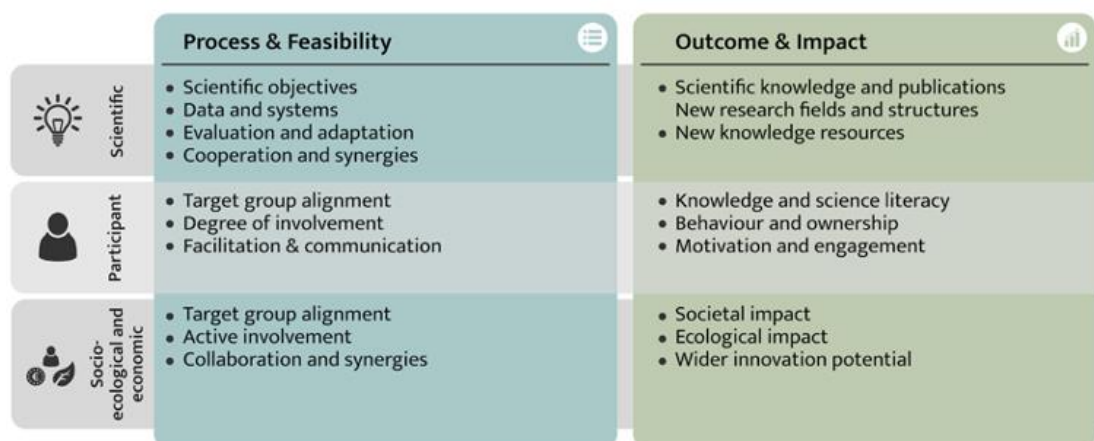 Process & Feasibility
Outcome & Impact
Scientific
• Scientific objectives
• Data and systems
• Evaluation and adaptation
• Cooperation and synergies
• Scientific knowledge and publications
New research fields and structures
• New knowledge resources
Participant
• Target group alignment
• Degree of involvement
• Facilitation & communication
• Knowledge and science literacy
• Behaviour and ownership
• Motivation and engagement
Socio-
ecological and
economic
• Target group alignment
• Active involvement
• Collaboration and synergies
• Societal impact
• Ecological impact
• Wider innovation potential